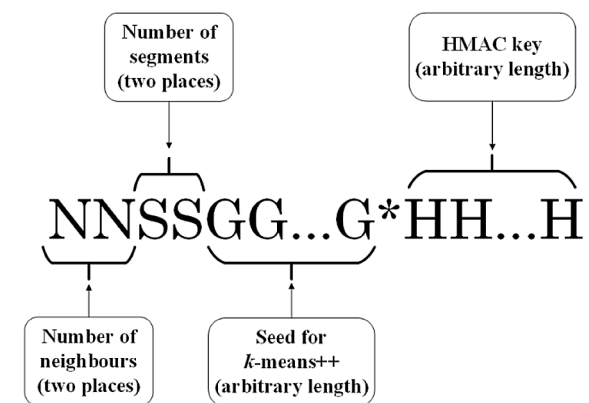 Number of
segments
(two places)
HMAC key
(arbitrary length)
NNSSGG...G*HH...H
Number of
neighbours
(two places)
Seed for
k-means++
(arbitrary length)